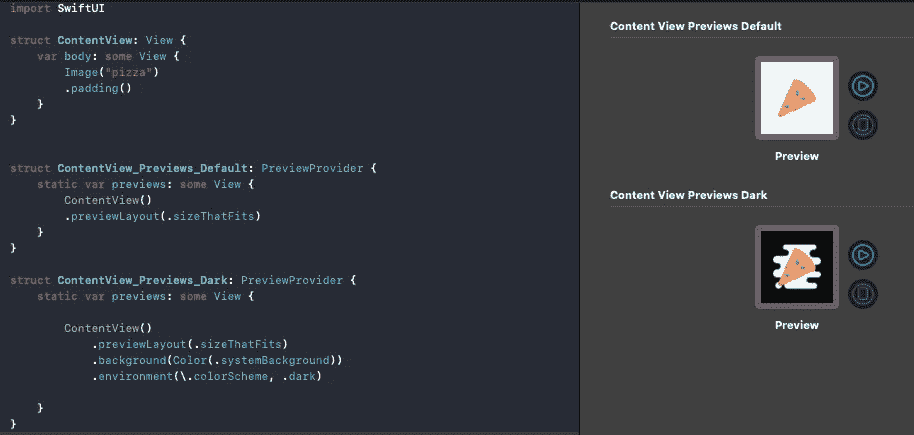 import SwiftUI
struct ContentView: View {
    var body: some View {
        Image("pizza")
        .padding()
    }
}
struct ContentView_Previews_Default: PreviewProvider {
    static var previews: some View {
        ContentView()
        .previewLayout(.sizeThatFits)
    }
}
struct ContentView_Previews_Dark: PreviewProvider {
    static var previews: some View {
        ContentView()
            .previewLayout(.sizeThatFits)
            .background(Color(.systemBackground))
            .environment(\.colorScheme, .dark)
    }
}
Content View Previews Default
Preview
Content View Previews Dark
Preview